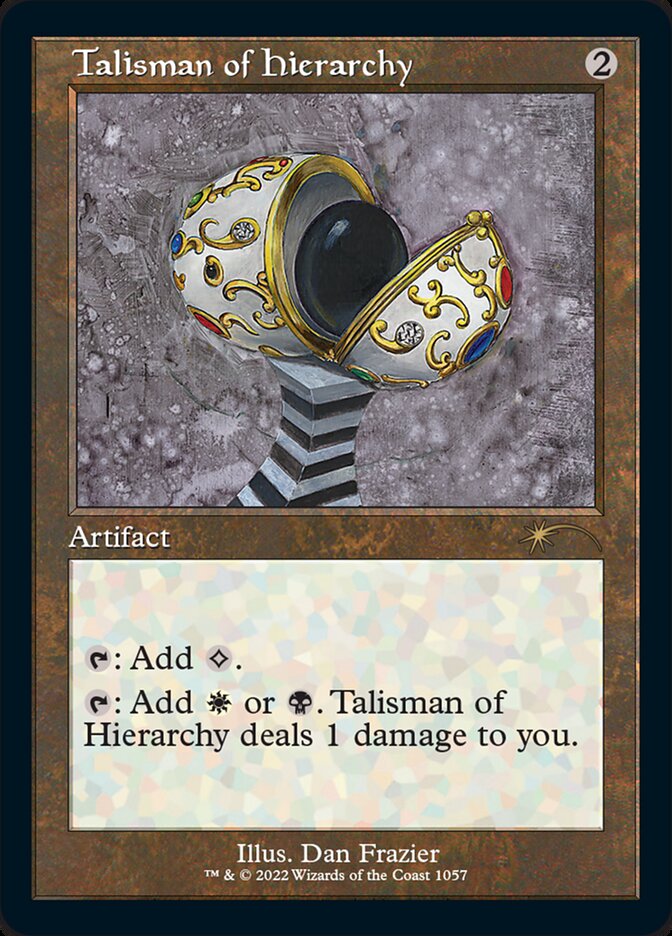 Talisman of Hierarchy 2
Artifact
: Add .
: Add or . Talisman of
Hierarchy deals 1 damage to you.
Illus. Dan Frazier
™ & © 2022 Wizards of the Coast 1057